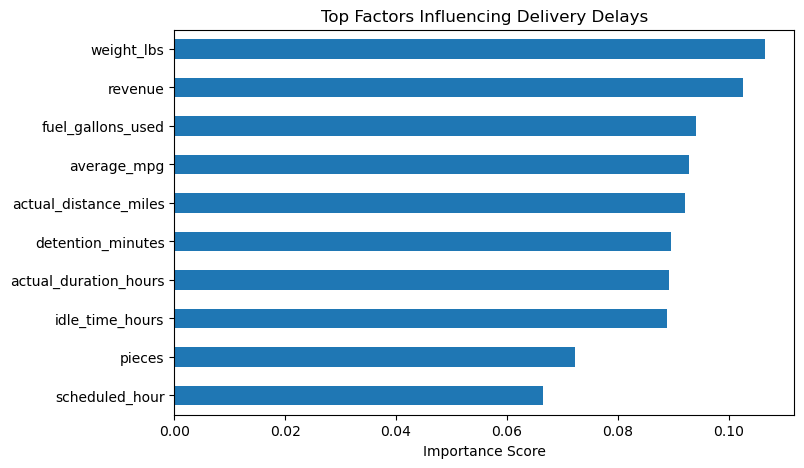 Top Factors Influencing Delivery Delays
weight_lbs
revenue
fuel_gallons_used
average_mpg
actual_distance_miles
detention_minutes
actual_duration_hours
idle_time_hours
pieces
scheduled_hour
0.00 0.02 0.04 0.06 0.08 0.10
Importance Score